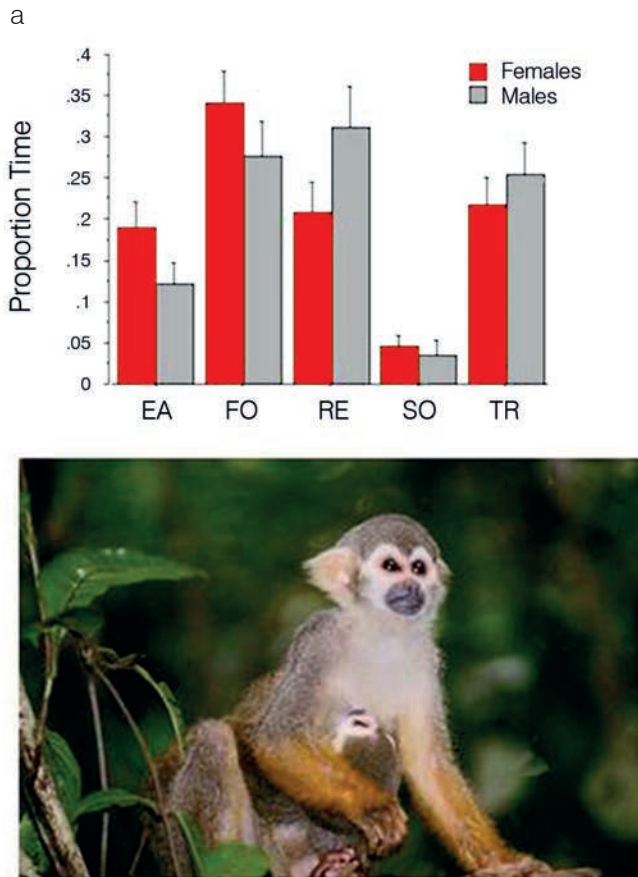 a
.4
.35
.3
.25
.2
.15
.1
.05
0
Proportion Time
Females
Males
EA FO RE SO TR